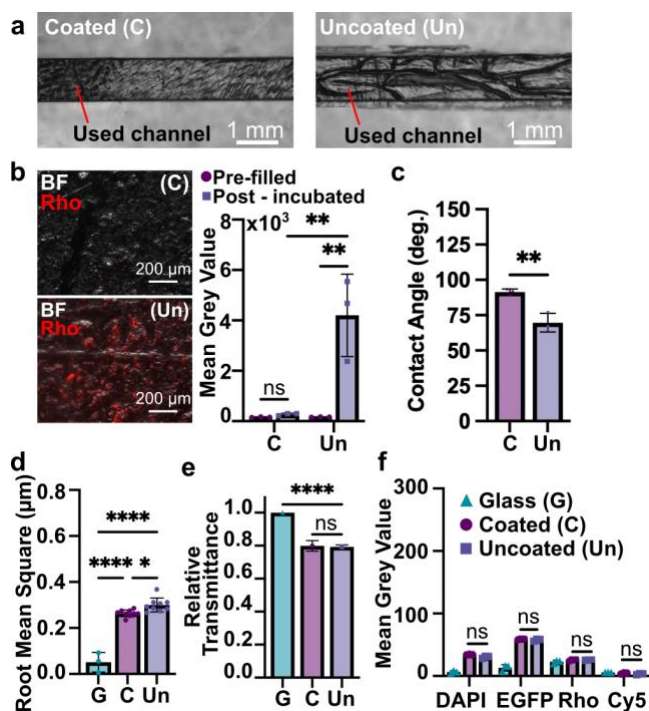 a
Coated (C)
Used channel
1 mm
Uncoated (Un)
Used channel
1 mm
b
BF
Rho
(C)
200 µm
BF
Rho
(Un)
200 µm
Pre-filled
Post - incubated
×10³
Mean Grey Value
8
6
4
2
0
**
**
ns
C
Un
c
Contact Angle (deg.)
150
125
100
75
50
25
0
**
C
Un
d
Root Mean Square (µm)
0.6
0.4
0.2
0.0
****
**** *
G
C
Un
e
Relative
Transmittance
1.0
0.8
0.6
0.4
0.2
0.0
****
ns
G
C
Un
f
Mean Grey Value
300
200
100
0
Glass (G)
Coated (C)
Uncoated (Un)
ns
ns
ns
ns
DAPI EGFP Rho Cy5